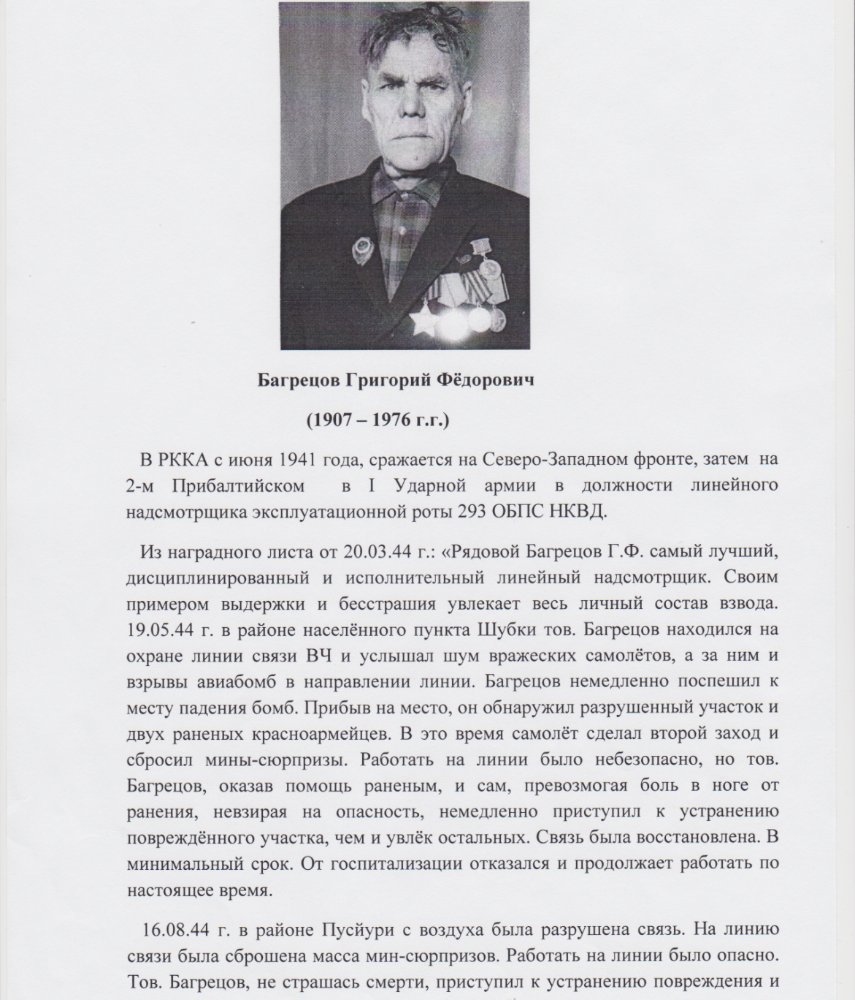 Багрецов Григорий Фёдорович
(1907 – 1976 г.г.)
В РККА с июня 1941 года, сражается на Северо-Западном фронте, затем на
2-м Прибалтийском в I Ударной армии в должности линейного
надсмотрщика эксплуатационной роты 293 ОБПС НКВД.
Из наградного листа от 20.03.44 г.: «Рядовой Багрецов Г.Ф. самый лучший,
дисциплинированный и исполнительный линейный надсмотрщик. Своим
примером выдержки и бесстрашия увлекает весь личный состав взвода.
19.05.44 г. в районе населённого пункта Шубки тов. Багрецов находился на
охране линии связи ВЧ и услышал шум вражеских самолётов, а за ним и
взрывы авиабомб в направлении линии. Багрецов немедленно поспешил к
месту падения бомб. Прибыв на место, он обнаружил разрушенный участок и
двух раненых красноармейцев. В это время самолёт сделал второй заход и
сбросил мины-сюрпризы. Работать на линии было небезопасно, но тов.
Багрецов, оказав помощь раненым, и сам, превозмогая боль в ноге от
ранения, невзирая на опасность, немедленно приступил к устранению
повреждённого участка, чем и увлёк остальных. Связь была восстановлена. В
минимальный срок. От госпитализации отказался и продолжает работать по
настоящее время.
16.08.44 г. в районе Пусйури с воздуха была разрушена связь. На линию
связи была сброшена масса мин-сюрпризов. Работать на линии было опасно.
Тов. Багрецов, не страшась смерти, приступил к устранению повреждения и